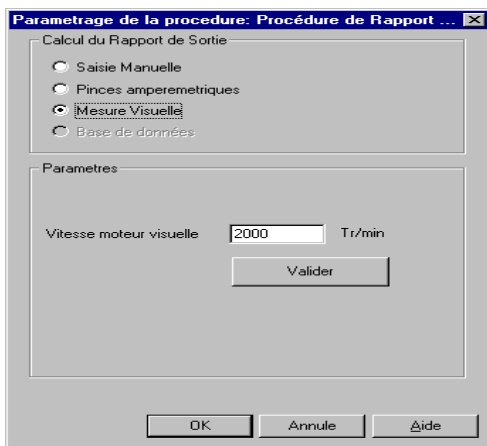 Parametrage de la procedure: Procédure de Rapport ...
Calcul du Rapport de Sortie
Saisie Manuelle
Pinces amperemetriques
Mesure Visuelle
Base de données
Parametres
Vitesse moteur visuelle 2000 Tr/min
Valider
OK Annule Aide